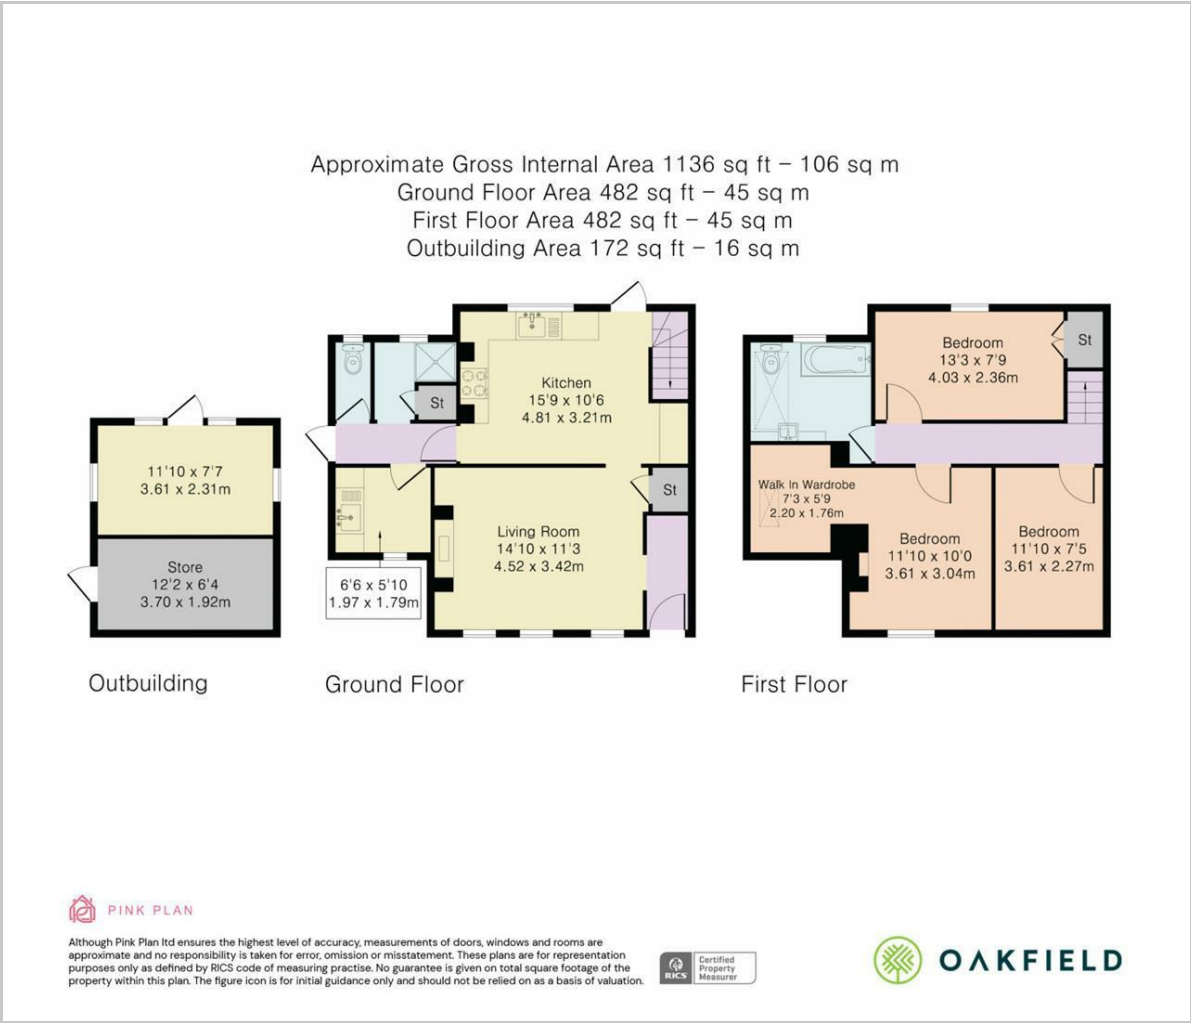 Approximate Gross Internal Area 1136 sq ft – 106 sq m
Ground Floor Area 482 sq ft – 45 sq m
First Floor Area 482 sq ft – 45 sq m
Outbuilding Area 172 sq ft – 16 sq m
11'10 x 7'7
3.61 x 2.31m
Store
12'2 x 6'4
3.70 x 1.92m
Outbuilding
St
Kitchen
15'9 x 10'6
4.81 x 3.21m
St
Living Room
14'10 x 11'3
4.52 x 3.42m
6'6 x 5'10
1.97 x 1.79m
Ground Floor
Bedroom
13'3 x 7'9
4.03 x 2.36m
St
Walk In Wardrobe
7'3 x 5'9
2.20 x 1.76m
Bedroom
11'10 x 10'0
3.61 x 3.04m
Bedroom
11'10 x 7'5
3.61 x 2.27m
First Floor
PINK PLAN
Although Pink Plan ltd ensures the highest level of accuracy, measurements of doors, windows and rooms are
approximate and no responsibility is taken for error, omission or misstatement. These plans are for representation
purposes only as defined by RICS code of measuring practise. No guarantee is given on total square footage of the
property within this plan. The figure icon is for initial guidance only and should not be relied on as a basis of valuation.
RICS
Certified
Property
Measurer
OAKFIELD